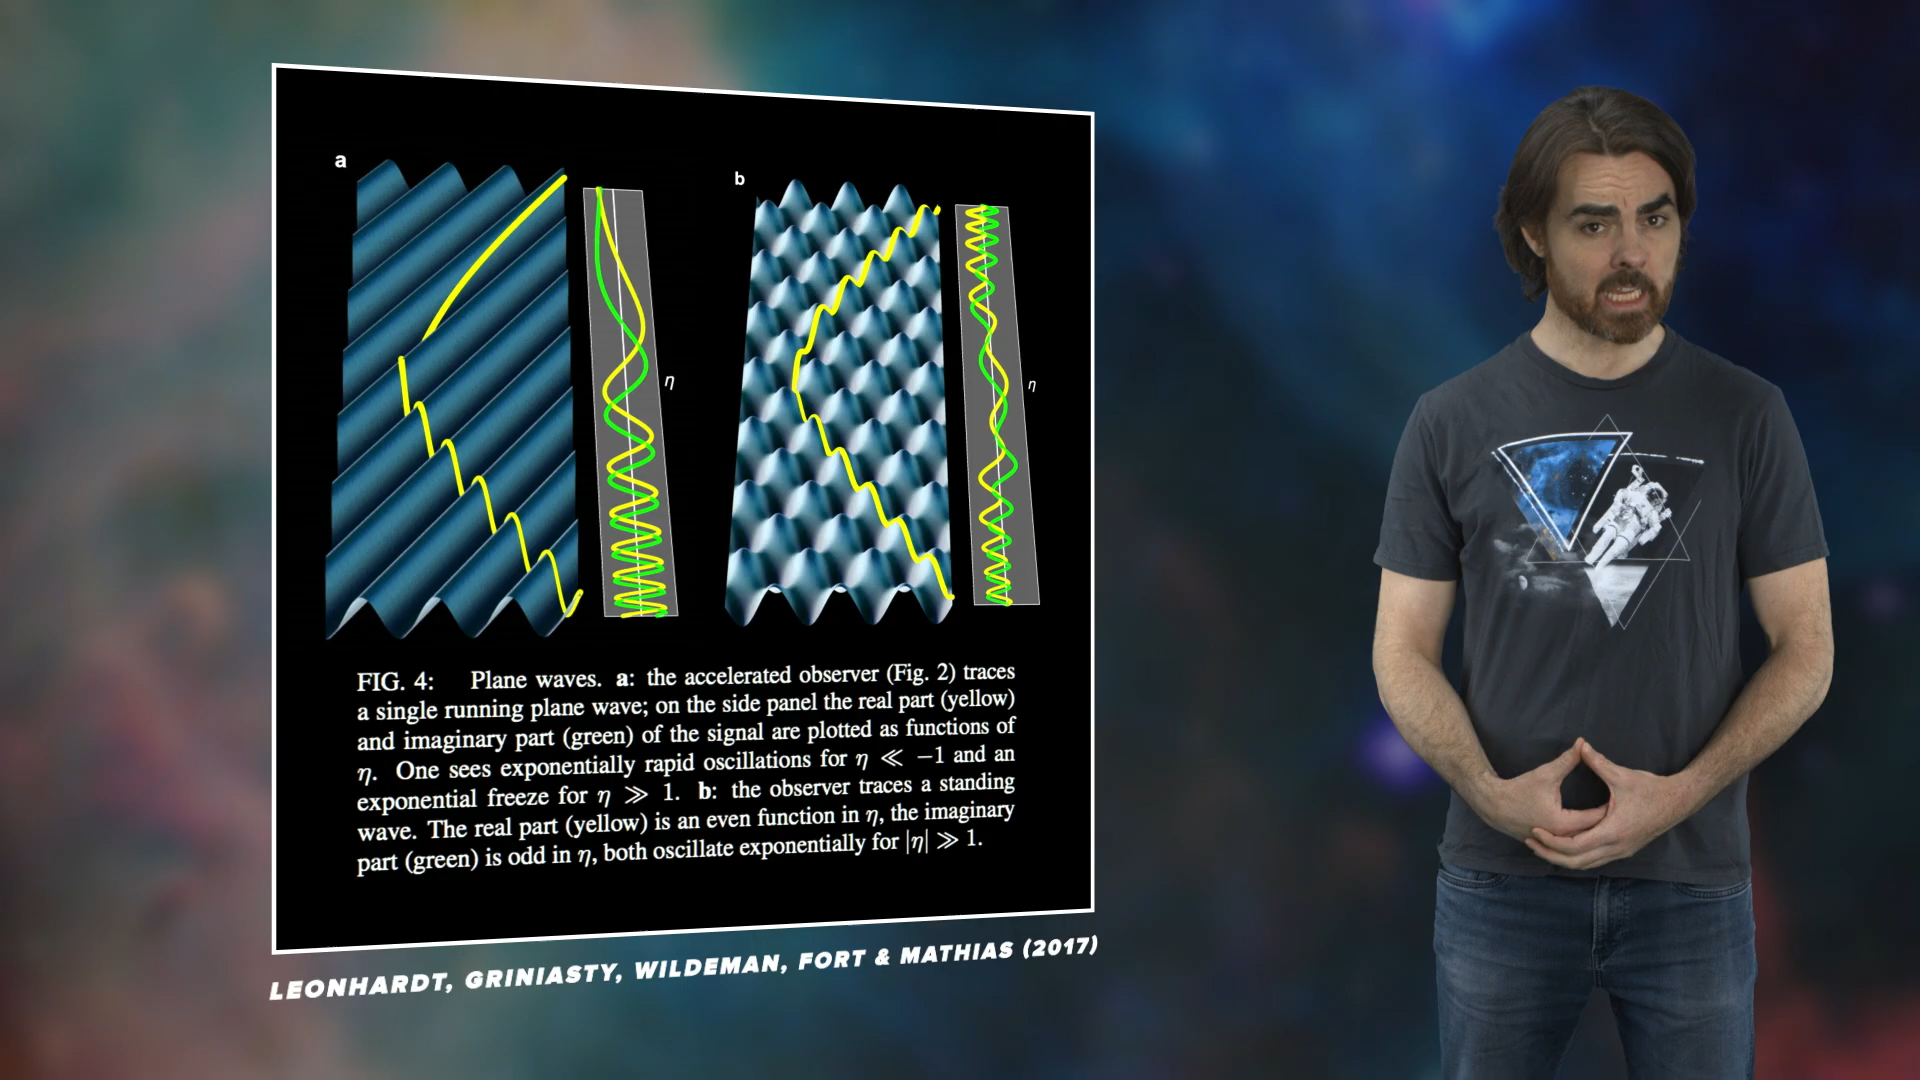 a
b
η
η
FIG. 4: Plane waves. a: the accelerated observer (Fig. 2) traces
a single running plane wave; on the side panel the real part (yellow)
and imaginary part (green) of the signal are plotted as functions of
η. One sees exponentially rapid oscillations for η ≪ −1 and an
exponential freeze for η ≫ 1. b: the observer traces a standing
wave. The real part (yellow) is an even function in η, the imaginary
part (green) is odd in η, both oscillate exponentially for |η| ≫ 1.
LEONHARDT, GRINIASTY, WILDEMAN, FORT & MATHIAS (2017)